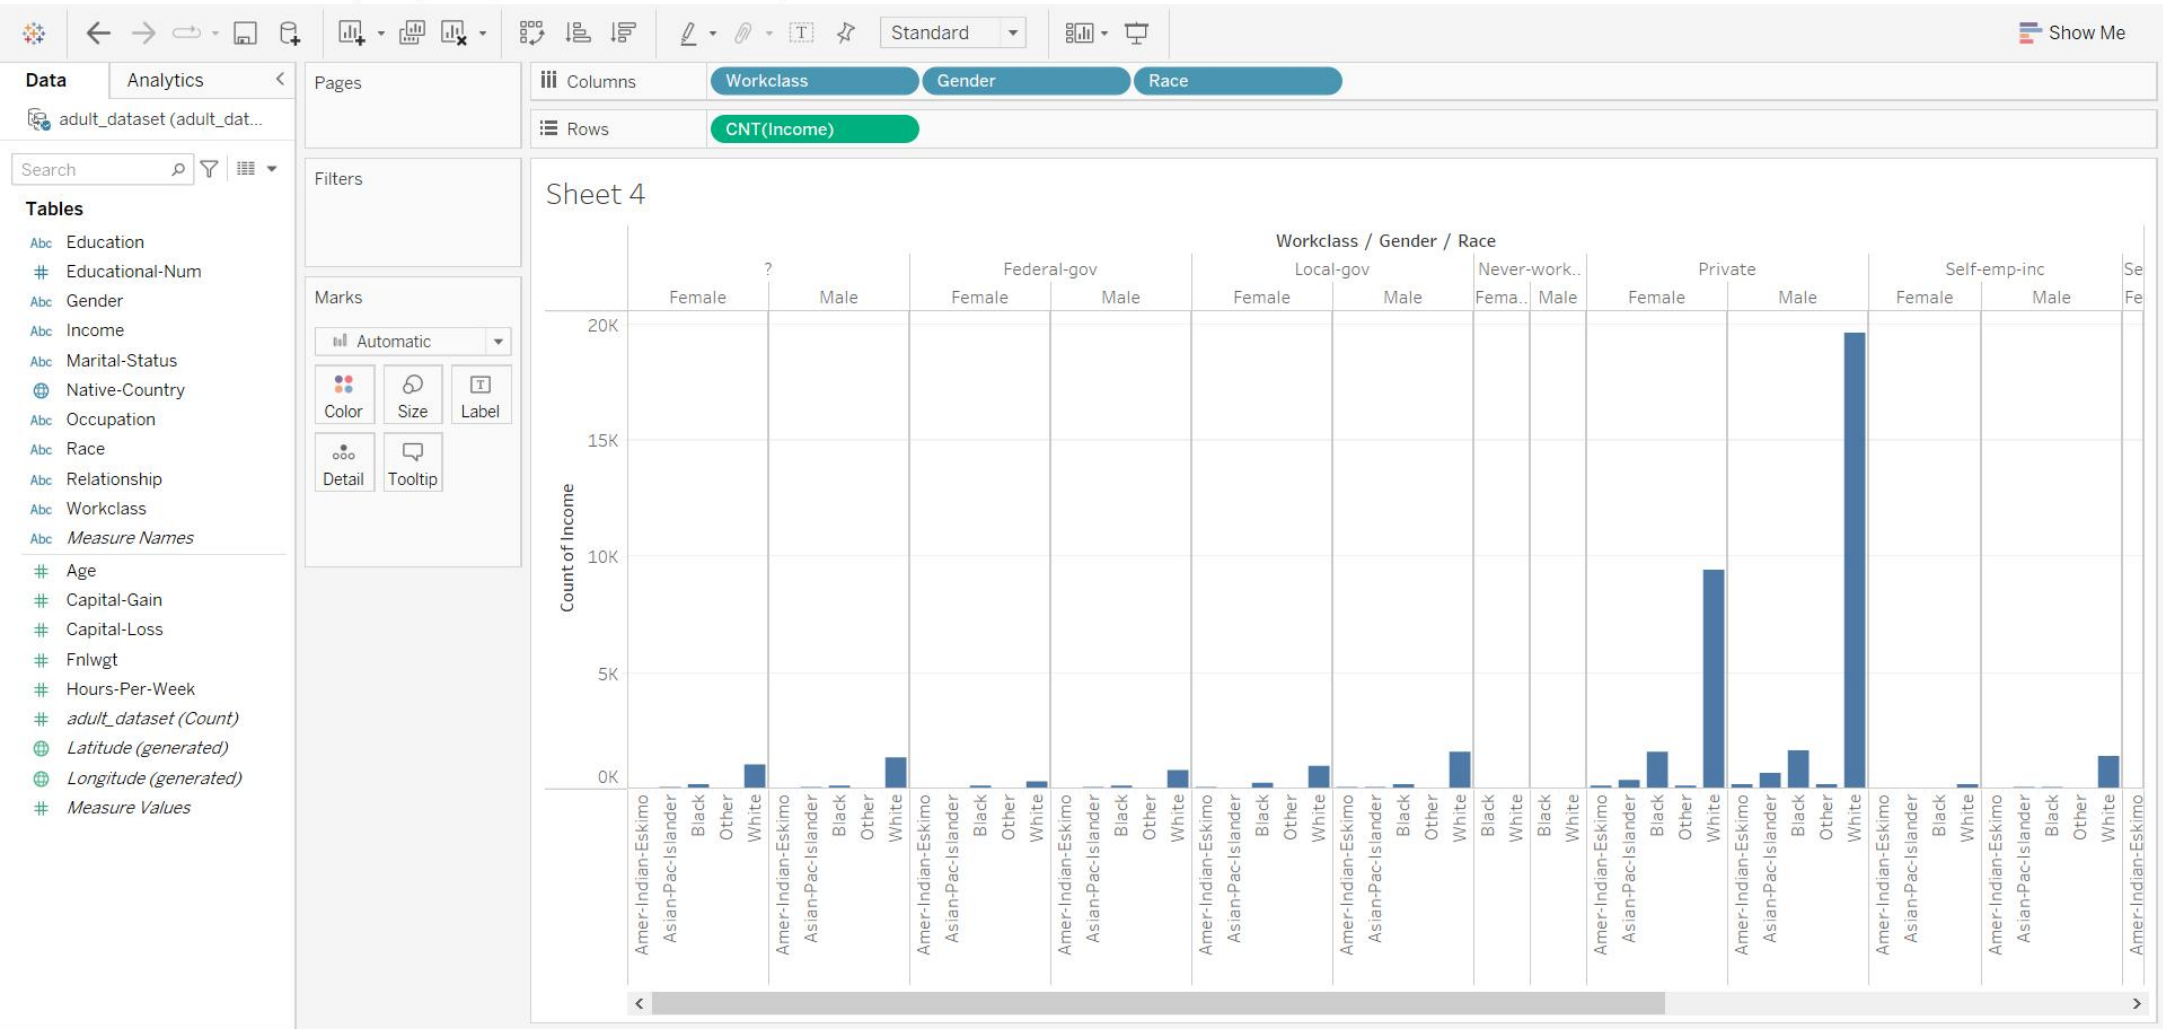 Standard
Show Me
Data
Analytics
adult_dataset (adult_dat...
Search
Tables
Abc Education
# Educational-Num
Abc Gender
Abc Income
Abc Marital-Status
Native-Country
Abc Occupation
Abc Race
Abc Relationship
Abc Workclass
Abc Measure Names
# Age
# Capital-Gain
# Capital-Loss
# Fnlwgt
# Hours-Per-Week
# adult_dataset (Count)
Latitude (generated)
Longitude (generated)
# Measure Values
Pages
Filters
Marks
Automatic
Color Size Label
Detail Tooltip
Columns Workclass Gender Race
Rows CNT(Income)
Sheet 4
Workclass / Gender / Race
? Federal-gov Local-gov Never-work.. Private Self-emp-inc Se
Female Male Female Male Female Male Fema.. Male Female Male Female Male Fe
Count of Income
20K
15K
10K
5K
0K
Amer-Indian-Eskimo
Asian-Pac-Islander
Black
Other
White
Amer-Indian-Eskimo
Asian-Pac-Islander
Black
Other
White
Amer-Indian-Eskimo
Asian-Pac-Islander
Black
Other
White
Amer-Indian-Eskimo
Asian-Pac-Islander
Black
Other
White
Amer-Indian-Eskimo
Asian-Pac-Islander
Black
Other
White
Amer-Indian-Eskimo
Asian-Pac-Islander
Black
Other
White
Black
White
Black
White
Amer-Indian-Eskimo
Asian-Pac-Islander
Black
Other
White
Amer-Indian-Eskimo
Asian-Pac-Islander
Black
Other
White
Amer-Indian-Eskimo
Asian-Pac-Islander
Black
White
Amer-Indian-Eskimo
Asian-Pac-Islander
Black
Other
White
Amer-Indian-Eskimo